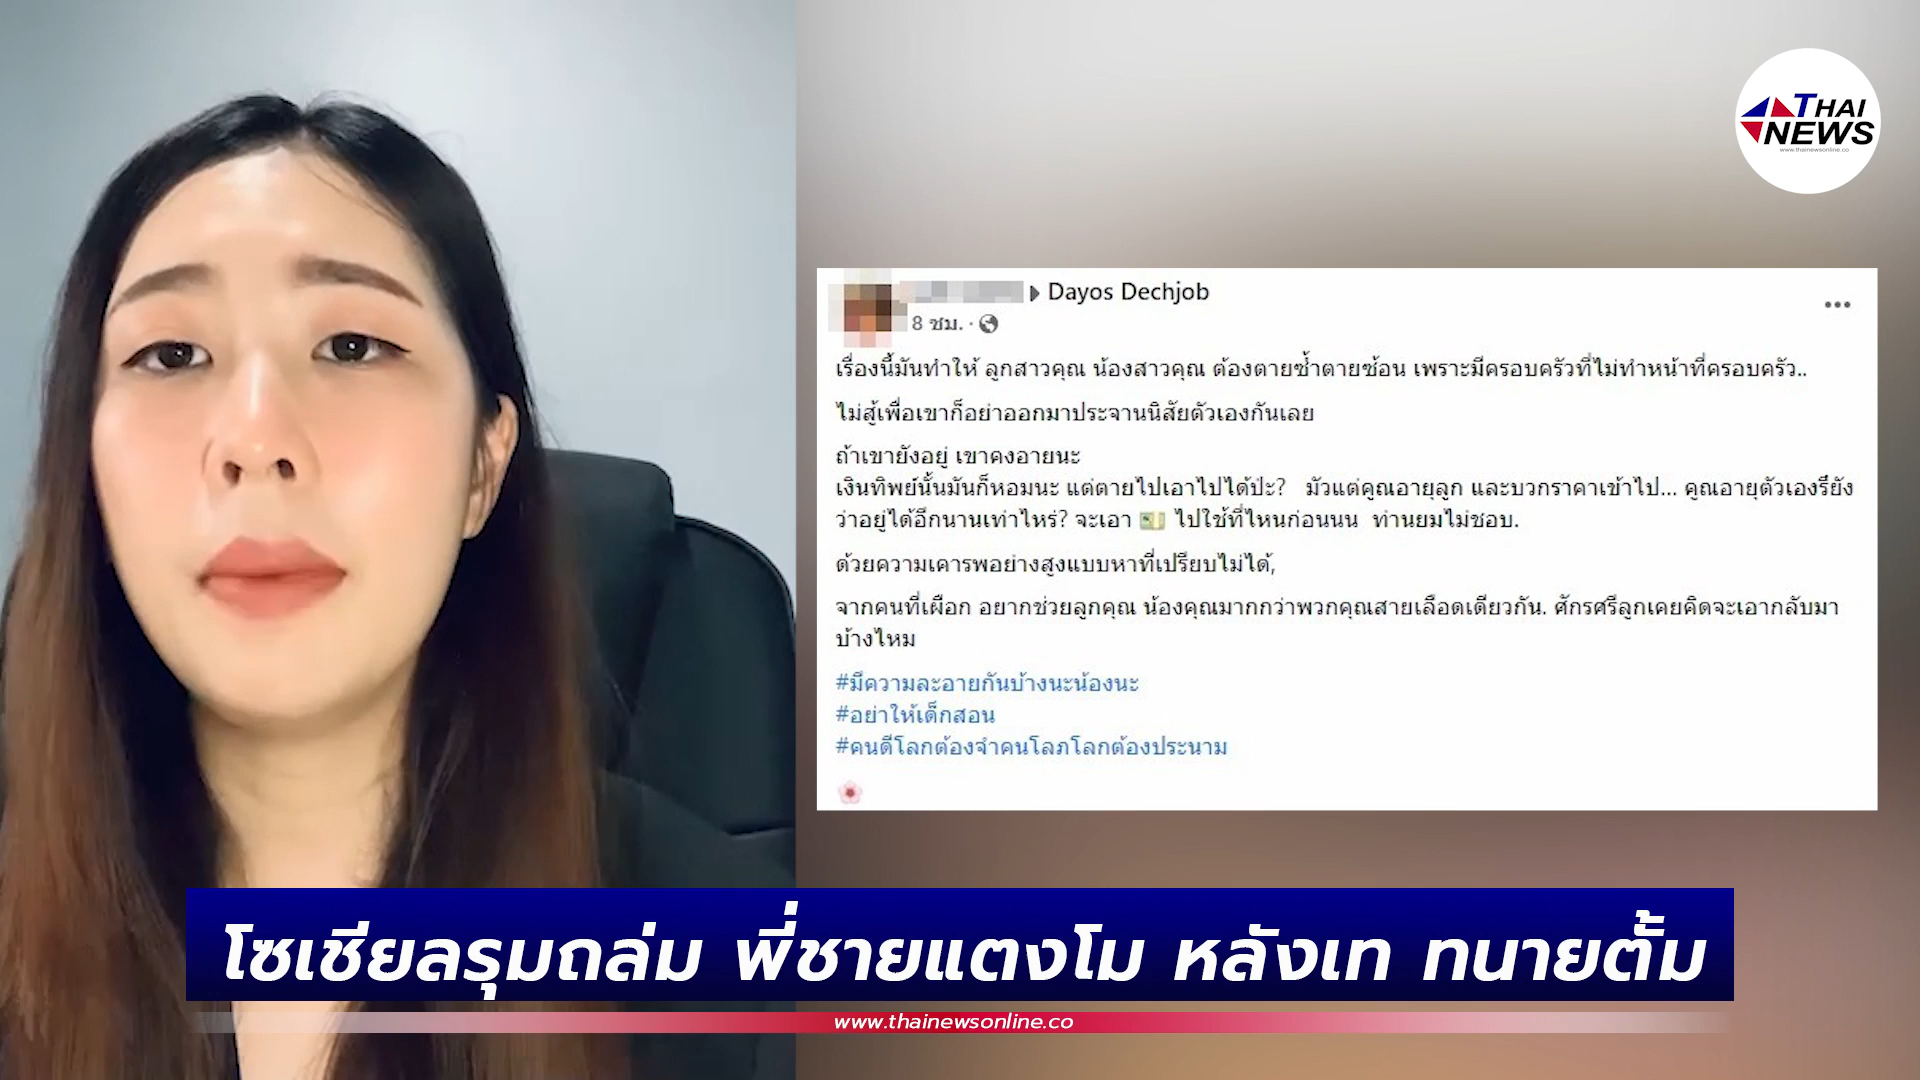 THAI
NEWS
www.thainewsonline.co
Dayos Dechjob
8 ชม. ·
เรื่องนี้มันทำให้ ลูกสาวคุณ น้องสาวคุณ ต้องตายซ้ำตายซ้อน เพราะมีครอบครัวที่ไม่ทำหน้าที่ครอบครัว..
ไม่สู้เพื่อเขาก็อย่าออกมาประจานนิสัยตัวเองกันเลย
ถ้าเขายังอยู่ เขาคงอายนะ
เงินทิพย์นั้นมันก็หอมนะ แต่ตายไปเอาไปได้ป่ะ? มัวแต่คูณอายุลูก และบวกราคาเข้าไป... คูณอายุตัวเองรึยัง
ว่าอยู่ได้อีกนานเท่าไหร่? จะเอา 💵 ไปใช้ที่ไหนก่อนนน ท่านยมไม่ชอบ.
ด้วยความเคารพอย่างสูงแบบหาที่เปรียบไม่ได้,
จากคนที่เผือก อยากช่วยลูกคุณ น้องคุณมากกว่าพวกคุณสายเลือดเดียวกัน. ศักรศรีลูกเคยคิดจะเอากลับมา
บ้างไหม
#มีความละอายกันบ้างนะน้องนะ
#อย่าให้เด็กสอน
#คนดีโลกต้องจำคนโลภโลกต้องประนาม
🌸
โซเชียลรุมถล่ม พี่ชายแตงโม หลังเท ทนายตั้ม
www.thainewsonline.co